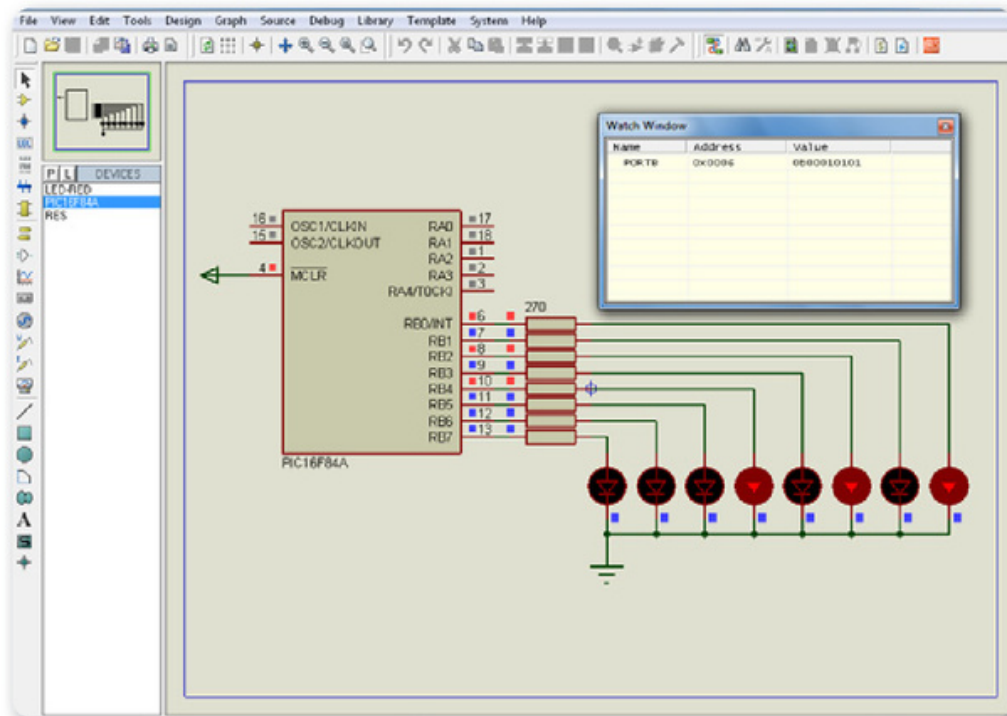 File View Edit Tools Design Graph Source Debug Library Template System Help
P L DEVICES
LED-RED
PIC16F84A
RES
Watch Window
Name Address Value
PORTB 0x0006 0b00010101
16 OSC1/CLKIN RA0 17
15 OSC2/CLKOUT RA1 18
RA2 1
4 MCLR RA3 2
RA4/T0CKI 3
270
RB0/INT 6
RB1 7
RB2 8
RB3 9
RB4 10
RB5 11
RB6 12
RB7 13
PIC16F84A
A
S